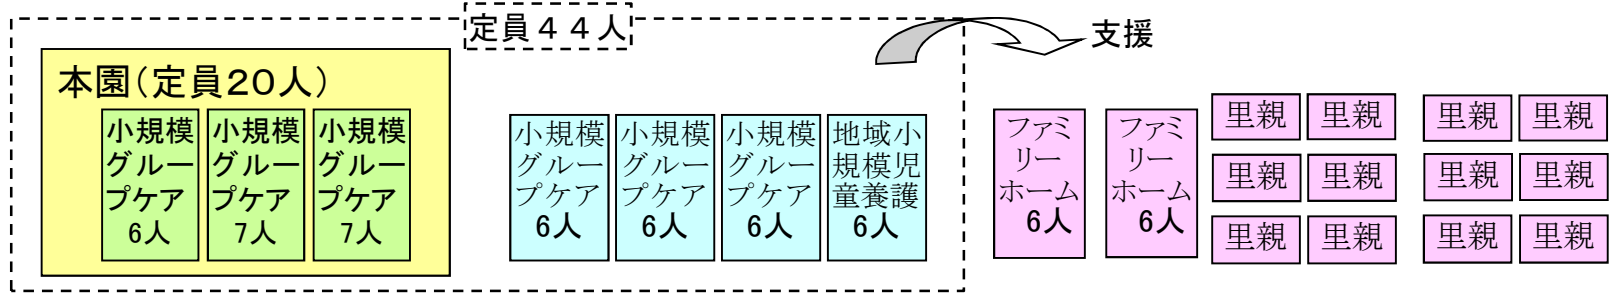 定員４４人
支援
本園（定員２０人）
小規模
グルー
プケア
6人
小規模
グルー
プケア
7人
小規模
グルー
プケア
7人
小規模
グルー
プケア
6人
小規模
グルー
プケア
6人
小規模
グルー
プケア
6人
地域小
規模児
童養護
6人
ファミ
リー
ホーム
6人
ファミ
リー
ホーム
6人
里親
里親
里親
里親
里親
里親
里親
里親
里親
里親
里親
里親